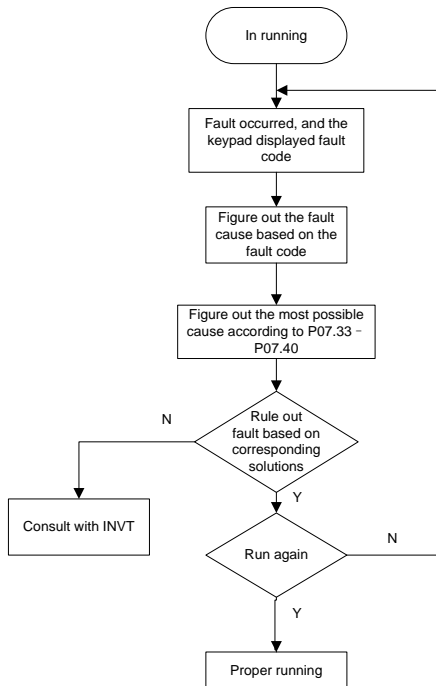 In running
Fault occurred, and the
keypad displayed fault
code
Figure out the fault
cause based on the
fault code
Figure out the most possible
cause according to P07.33–
P07.40
N
Rule out
fault based on
corresponding
solutions
Y
Consult with INVT
Run again
N
Y
Proper running